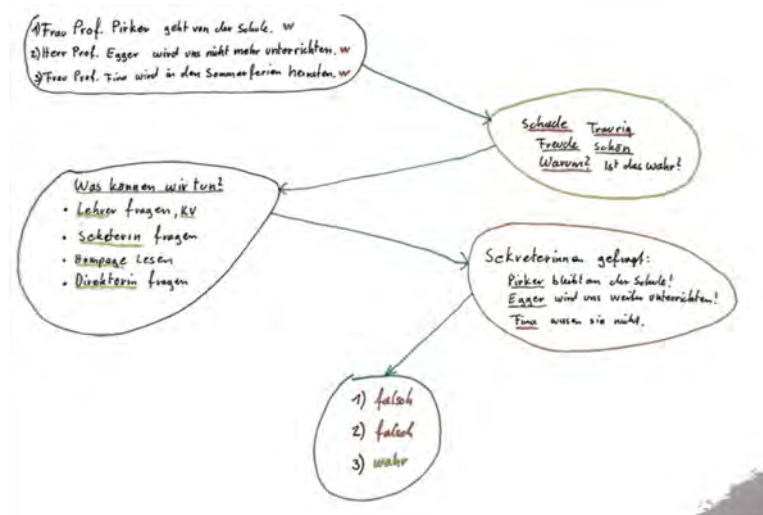 1) Frau Prof. Pirker geht von der Schule. w
2) Herr Prof. Egger wird uns nicht mehr unterrichten. w
3) Frau Prof. Fina wird in den Sommerferien heiraten. w
Schade Traurig
Freude Schön
Warum? Ist das wahr?
Was können wir tun?
• Lehrer fragen, KV
• Seketerin fragen
• Hompage lesen
• Direktorin fragen
Sekreterinnen gefragt:
Pirker bleibt an der Schule!
Egger wird uns weiter unterrichten!
Fina wissen sie nicht.
1) falsch
2) falsch
3) wahr